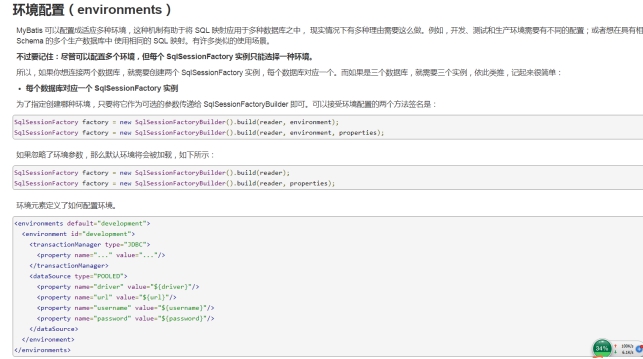 环境配置（environments）
MyBatis 可以配置成适应多种环境，这种机制有助于将 SQL 映射应用于多种数据库之中， 现实情况下有多种理由需要这么做。例如，开发、测试和生产环境需要有不同的配置；或者想在具有相
Schema 的多个生产数据库中 使用相同的 SQL 映射。有许多类似的使用场景。
不过要记住：尽管可以配置多个环境，但每个 SqlSessionFactory 实例只能选择一种环境。
所以，如果你想连接两个数据库，就需要创建两个 SqlSessionFactory 实例，每个数据库对应一个。而如果是三个数据库，就需要三个实例，依此类推，记起来很简单：
• 每个数据库对应一个 SqlSessionFactory 实例
为了指定创建哪种环境，只要将它作为可选的参数传递给 SqlSessionFactoryBuilder 即可。可以接受环境配置的两个方法签名是：
SqlSessionFactory factory = new SqlSessionFactoryBuilder().build(reader, environment);
SqlSessionFactory factory = new SqlSessionFactoryBuilder().build(reader, environment, properties);
如果忽略了环境参数，那么默认环境将会被加载，如下所示：
SqlSessionFactory factory = new SqlSessionFactoryBuilder().build(reader);
SqlSessionFactory factory = new SqlSessionFactoryBuilder().build(reader, properties);
环境元素定义了如何配置环境。
<environments default="development">
<environment id="development">
<transactionManager type="JDBC">
<property name="..." value="..."/>
</transactionManager>
<dataSource type="POOLED">
<property name="driver" value="${driver}"/>
<property name="url" value="${url}"/>
<property name="username" value="${username}"/>
<property name="password" value="${password}"/>
</dataSource>
</environment>
</environments>
34%